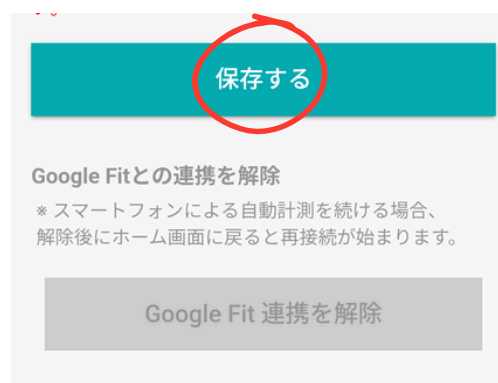 保存する
Google Fitとの連携を解除
※ スマートフォンによる自動計測を続ける場合、
解除後にホーム画面に戻ると再接続が始まります。
Google Fit 連携を解除